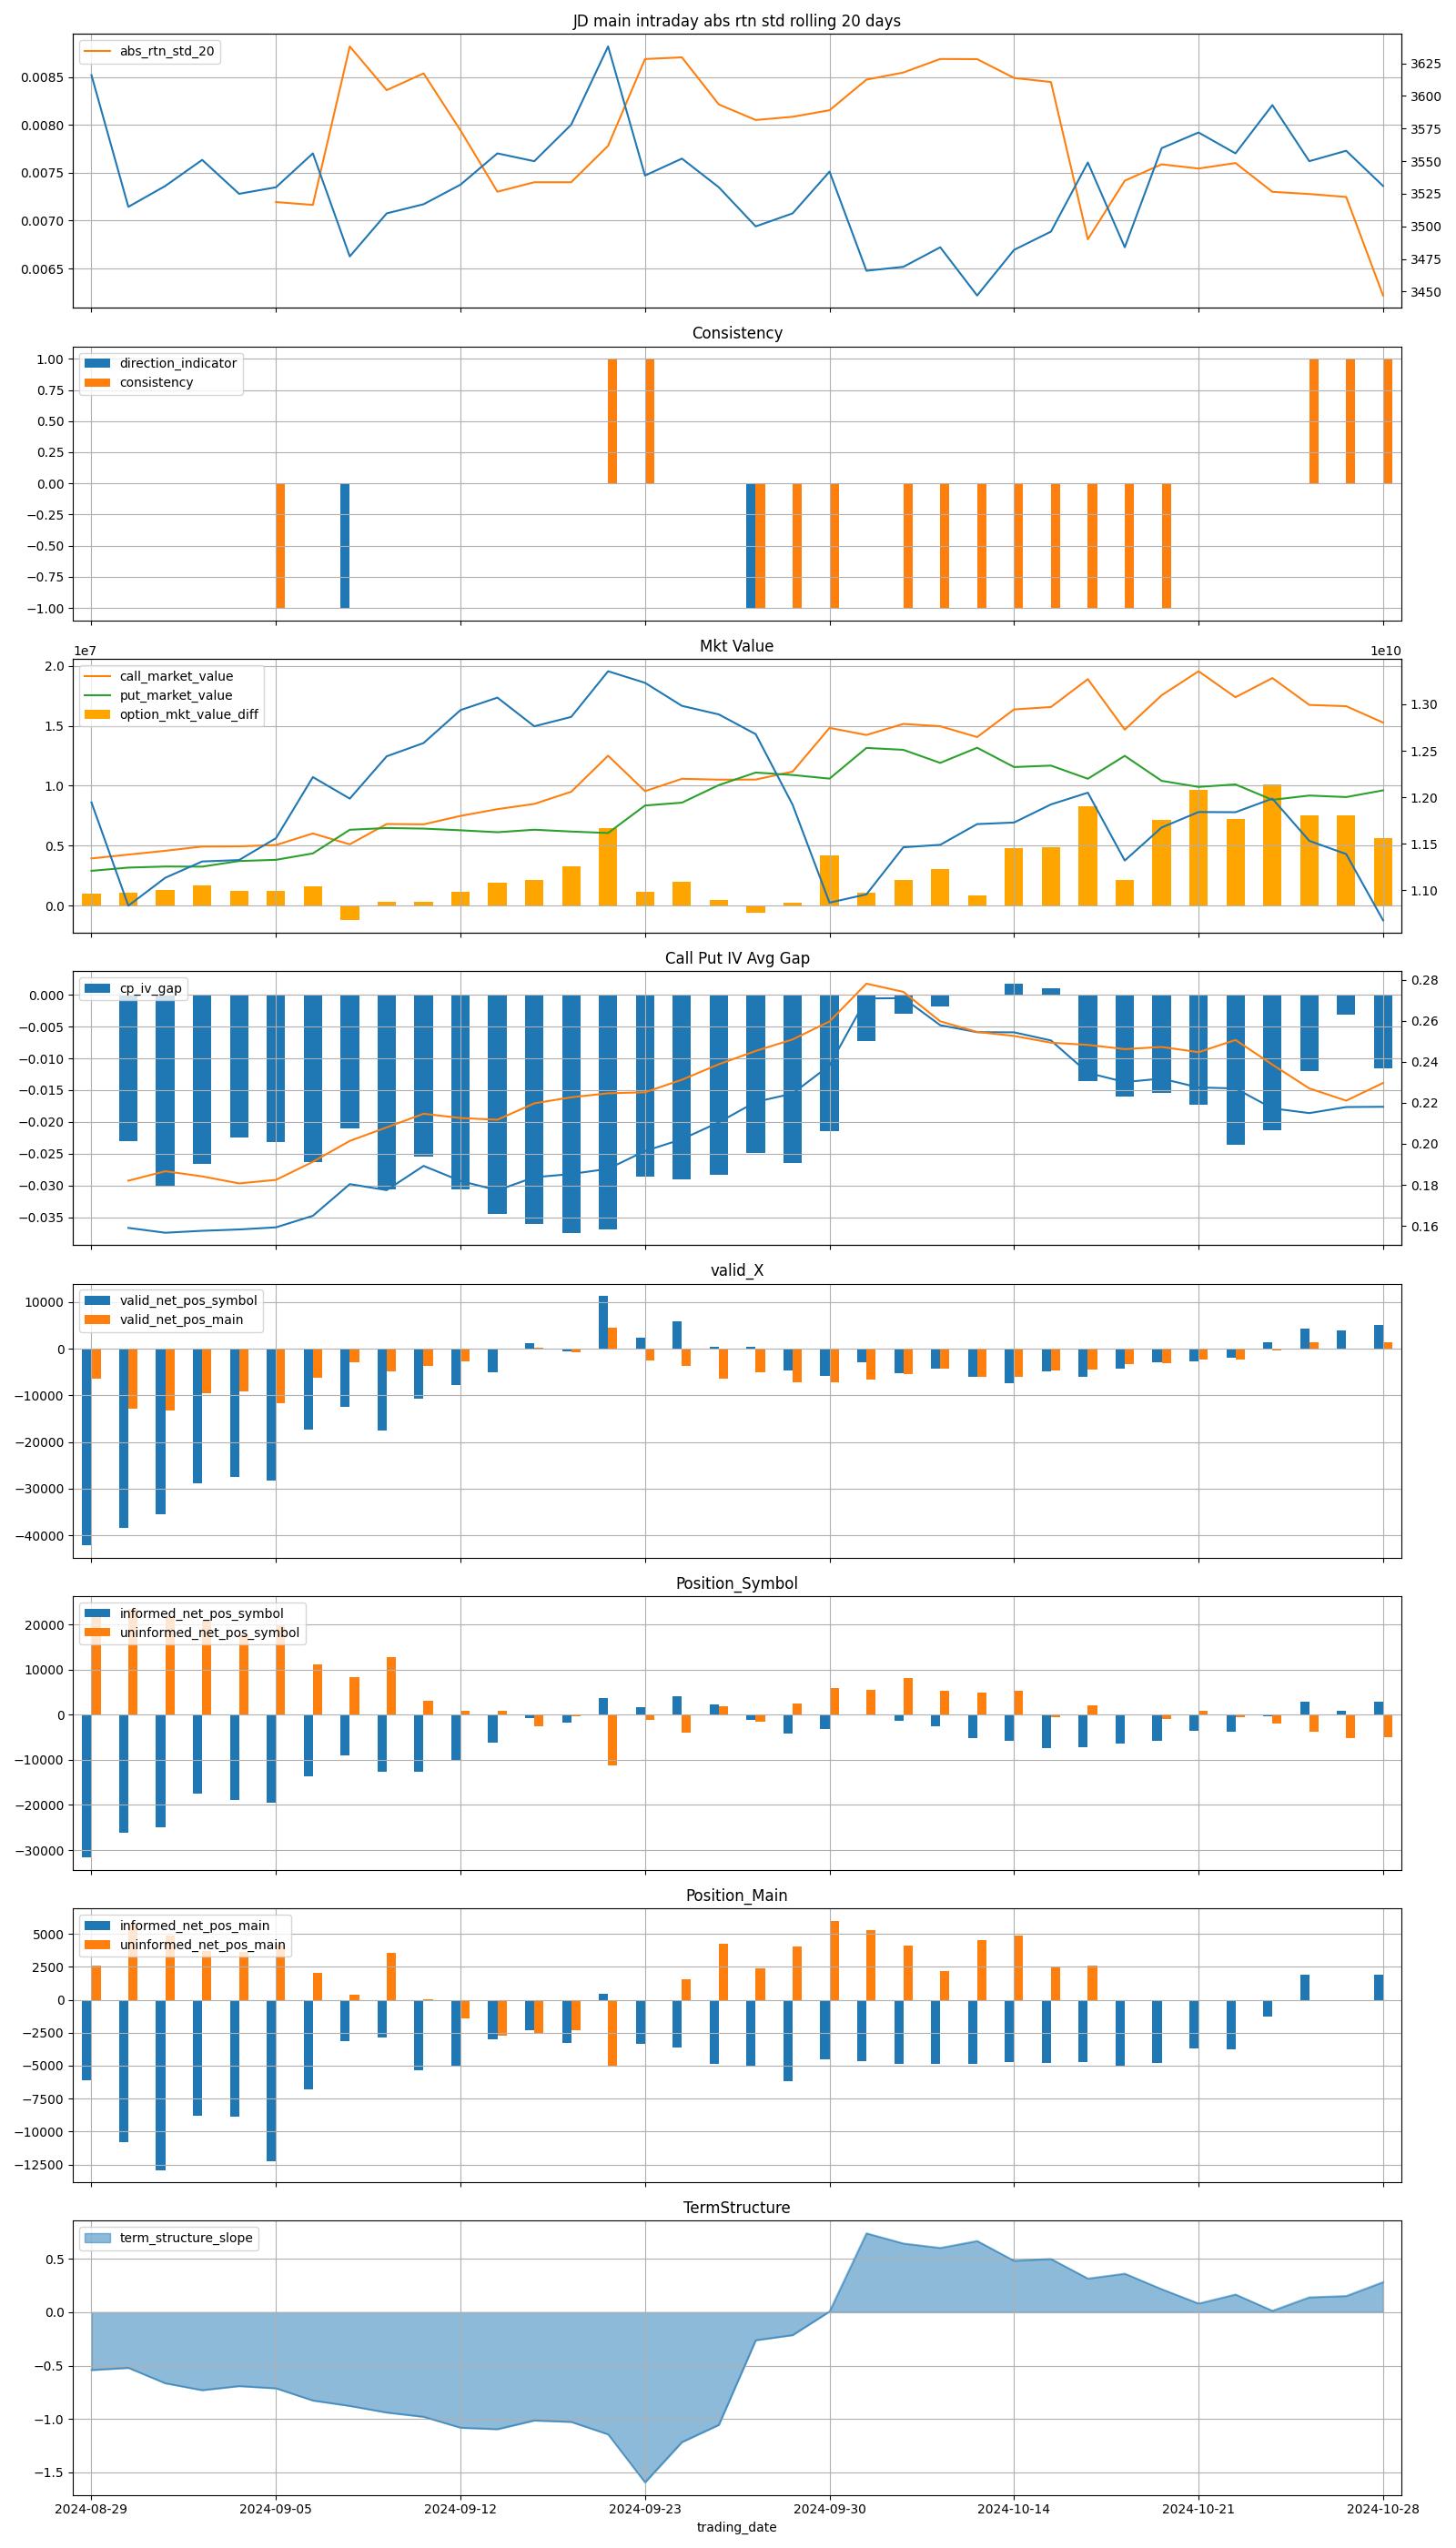 JD main intraday abs rtn std rolling 20 days
abs_rtn_std_20
0.0085
0.0080
0.0075
0.0070
0.0065
3625
3600
3575
3550
3525
3500
3475
3450
Consistency
direction_indicator
consistency
1.00
0.75
0.50
0.25
0.00
−0.25
−0.50
−0.75
−1.00
Mkt Value
1e7
1e10
call_market_value
put_market_value
option_mkt_value_diff
2.0
1.5
1.0
0.5
0.0
1.30
1.25
1.20
1.15
1.10
Call Put IV Avg Gap
cp_iv_gap
0.000
−0.005
−0.010
−0.015
−0.020
−0.025
−0.030
−0.035
0.28
0.26
0.24
0.22
0.20
0.18
0.16
valid_X
valid_net_pos_symbol
valid_net_pos_main
10000
0
−10000
−20000
−30000
−40000
Position_Symbol
informed_net_pos_symbol
uninformed_net_pos_symbol
20000
10000
0
−10000
−20000
−30000
Position_Main
informed_net_pos_main
uninformed_net_pos_main
5000
2500
0
−2500
−5000
−7500
−10000
−12500
TermStructure
term_structure_slope
0.5
0.0
−0.5
−1.0
−1.5
2024-08-29 2024-09-05 2024-09-12 2024-09-23 2024-09-30 2024-10-14 2024-10-21 2024-10-28
trading_date